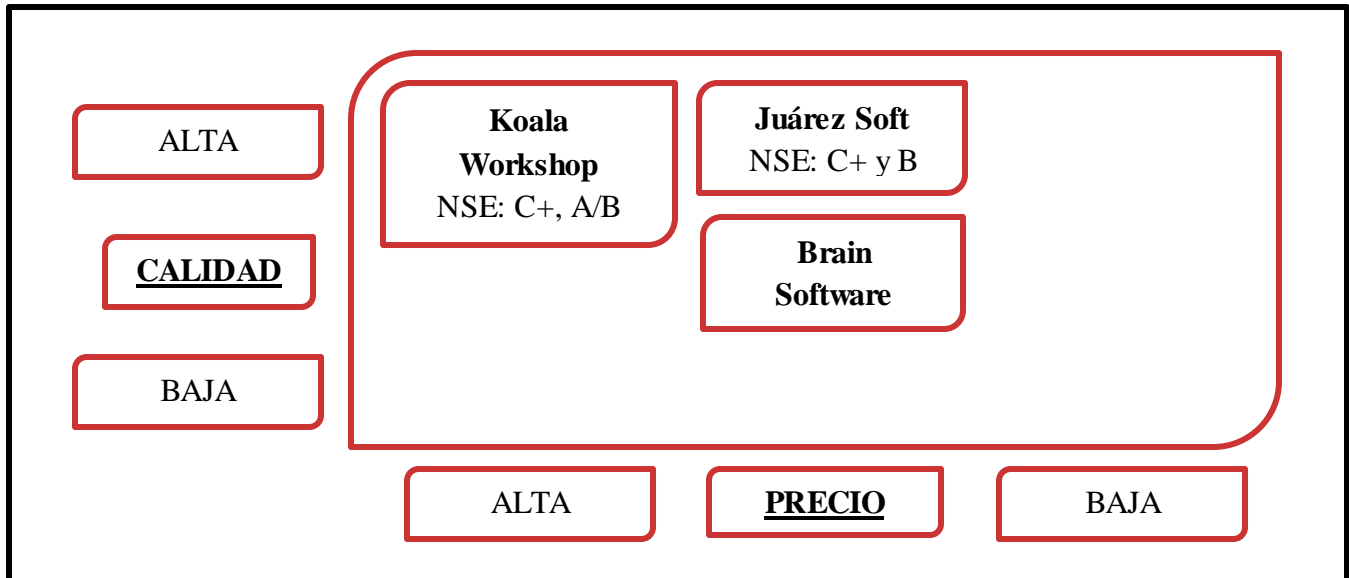 ALTA
CALIDAD
BAJA
Koala
Workshop
NSE: C+, A/B
Juárez Soft
NSE: C+ y B
Brain
Software
ALTA
PRECIO
BAJA